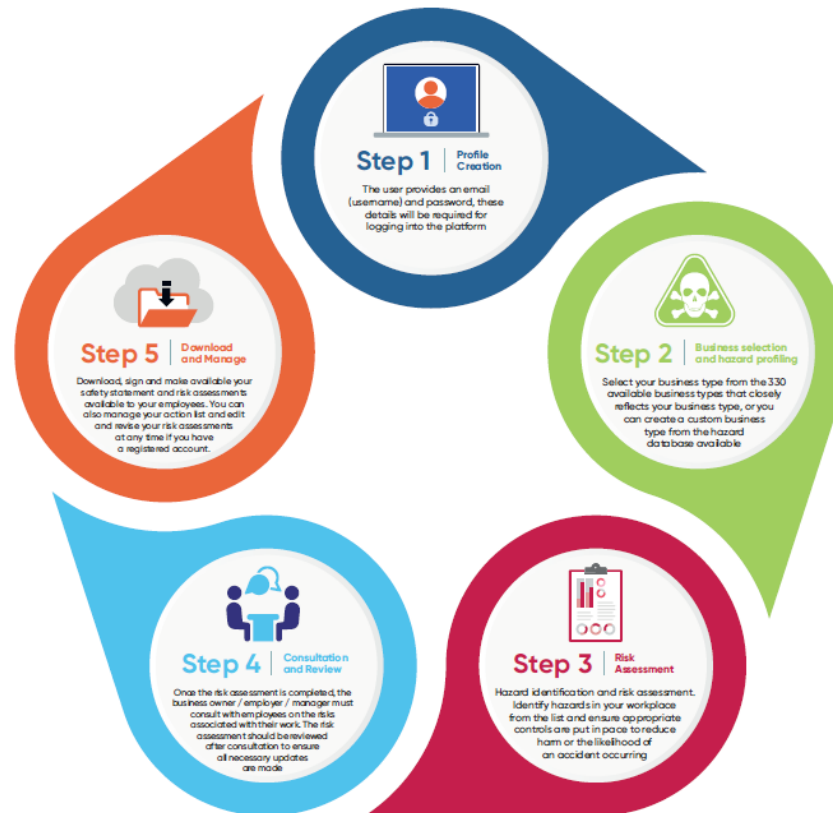 Step 1
Profile
Creation
The user provides an email
(username) and password, these
details will be required for
logging into the platform
Step 2
Business selection
and hazard profiling
Select your business type from the 330
available business types that closely
reflects your business type, or you
can create a custom business
type from the hazard
database available
Step 3
Risk
Assessment
Hazard identification and risk assessment.
Identify hazards in your workplace
from the list and ensure appropriate
controls are put in pace to reduce
harm or the likelihood of
an accident occurring
Step 4
Consultation
and Review
Once the risk assessment is completed, the
business owner / employer / manager must
consult with employees on the risks
associated with their work. The risk
assessment should be reviewed
after consultation to ensure
all necessary updates
are made
Step 5
Download
and Manage
Download, sign and make available your
safety statement and risk assessments
available to your employees. You can
also manage your action list and edit
and revise your risk assessments
at any time if you have
a registered account.